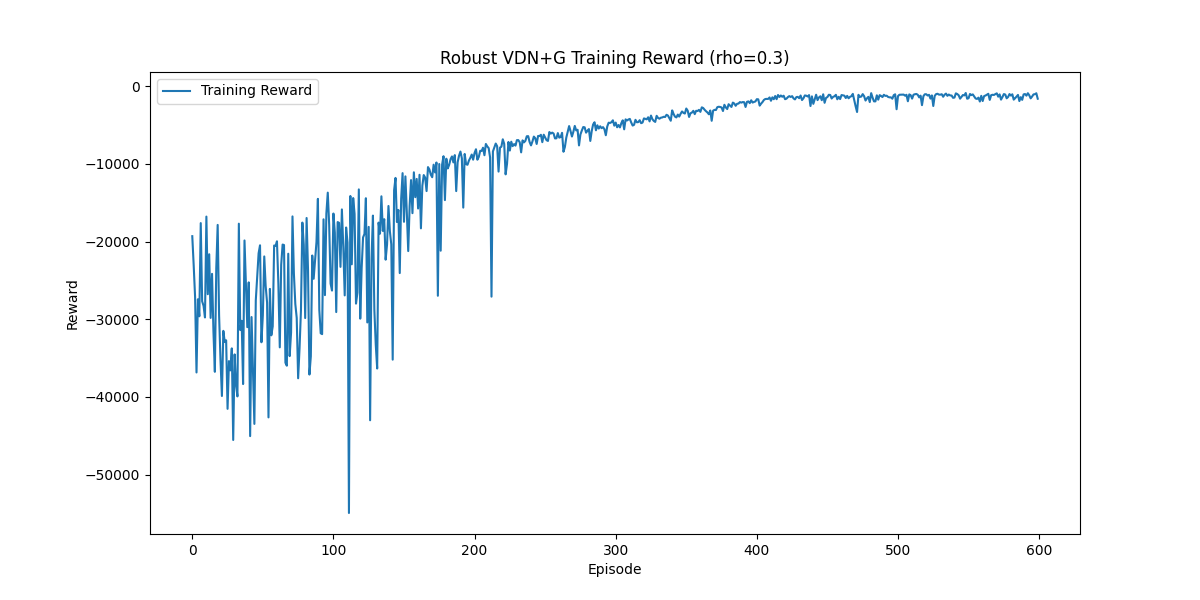 Robust VDN+G Training Reward (rho=0.3)
Training Reward
0
−10000
−20000
−30000
−40000
−50000
Reward
0 100 200 300 400 500 600
Episode